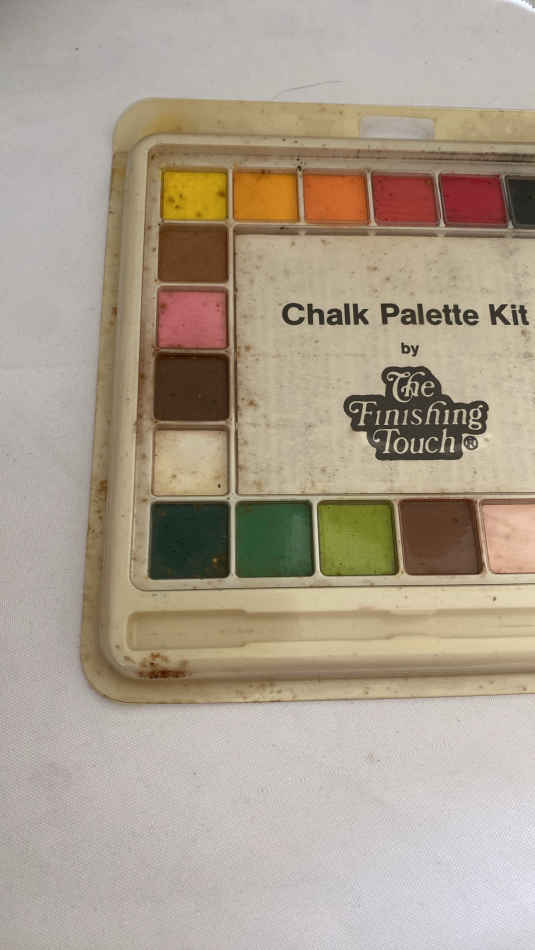 Chalk Palette Kit
by
The
Finishing
Touch®